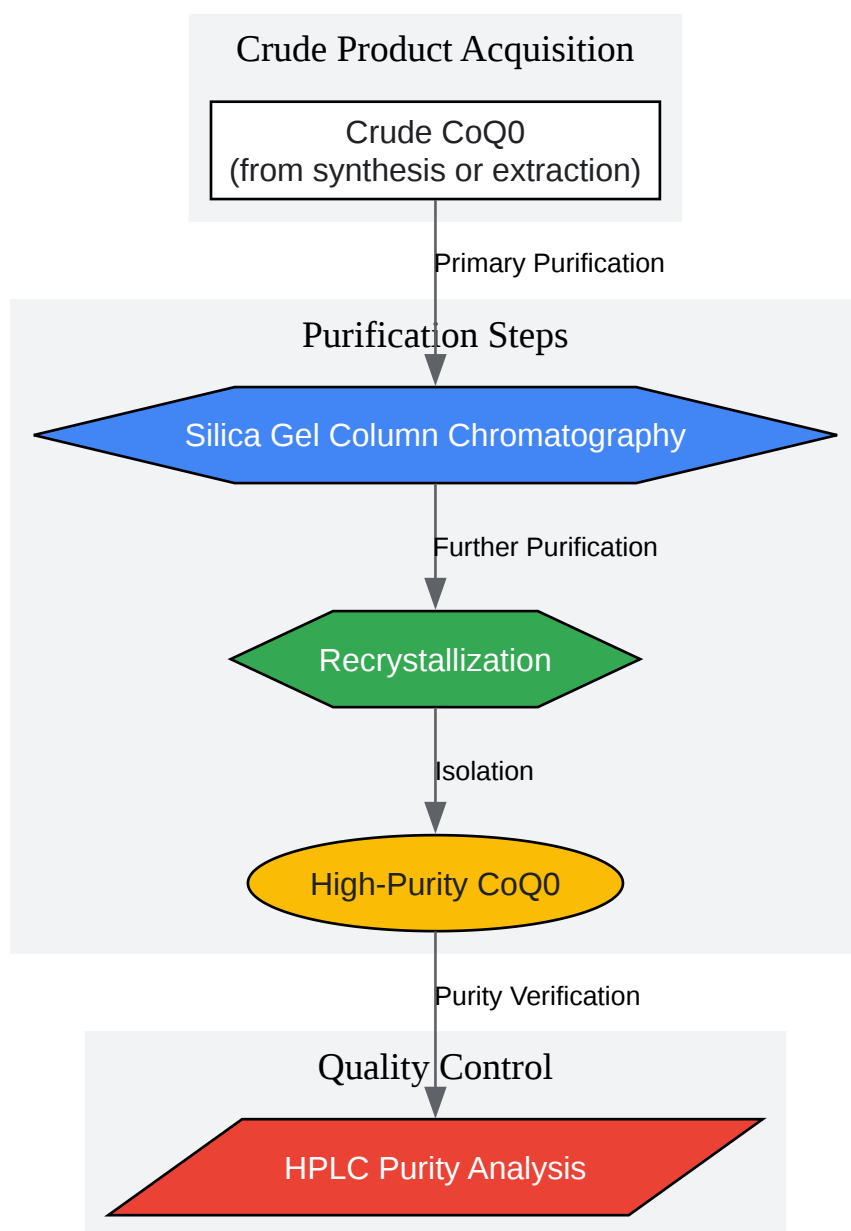 Crude Product Acquisition
Crude CoQ0
(from synthesis or extraction)
Primary Purification
Purification Steps
Silica Gel Column Chromatography
Further Purification
Recrystallization
Isolation
High-Purity CoQ0
Purity Verification
Quality Control
HPLC Purity Analysis